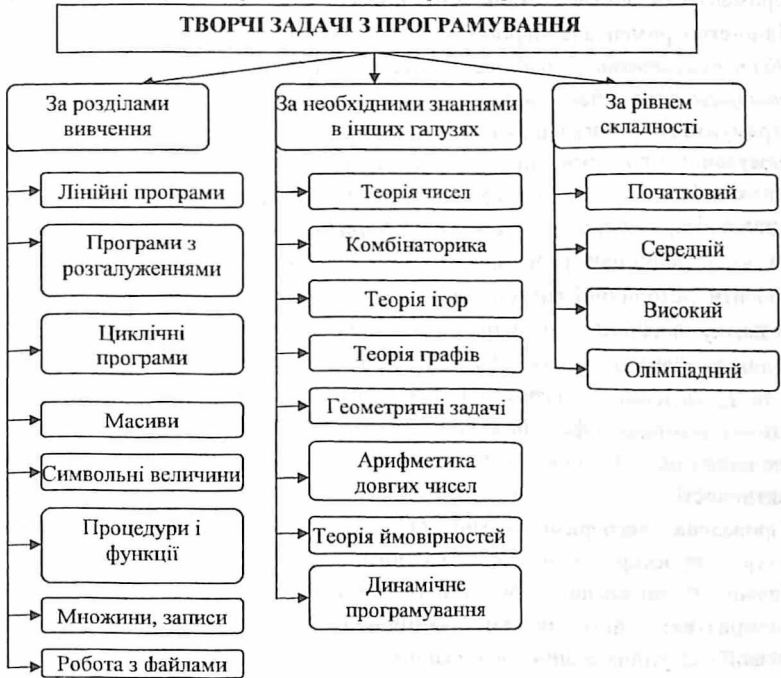 ТВОРЧІ ЗАДАЧІ З ПРОГРАМУВАННЯ
За розділами
вивчення
Лінійні програми
Програми з
розгалуженнями
Циклічні
програми
Масиви
Символьні величини
Процедури і
функції
Множини, записи
Робота з файлами
За необхідними знаннями
в інших галузях
Теорія чисел
Комбінаторика
Теорія ігор
Теорія графів
Геометричні задачі
Арифметика
довгих чисел
Теорія ймовірностей
Динамічне
програмування
За рівнем
складності
Початковий
Середній
Високий
Олімпіадний